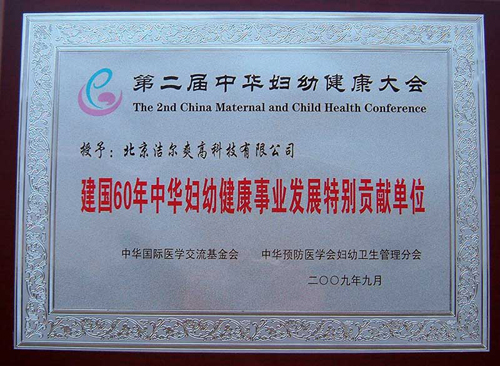 第二届中华妇幼健康大会
The 2nd China Maternal and Child Health Conference
授予：北京洁尔爽高科技有限公司
建国60年中华妇幼健康事业发展特别贡献单位
中华国际医学交流基金会 中华预防医学会妇幼卫生管理分会
二〇〇九年九月